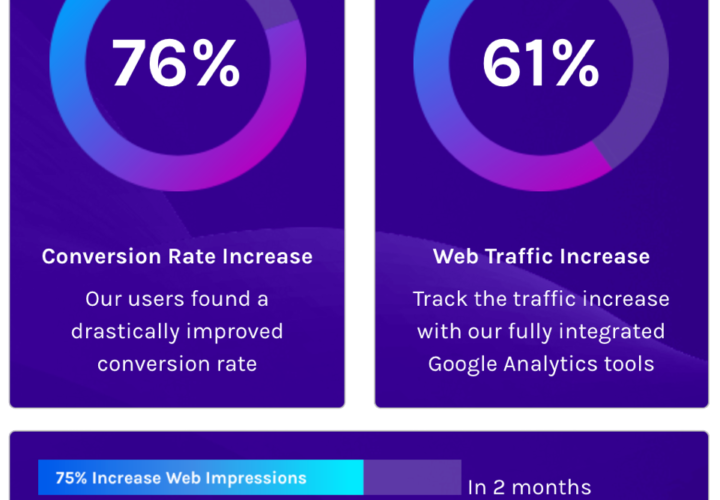 76%
Conversion Rate Increase
Our users found a
drastically improved
conversion rate
61%
Web Traffic Increase
Track the traffic increase
with our fully integrated
Google Analytics tools
75% Increase Web Impressions
In 2 months